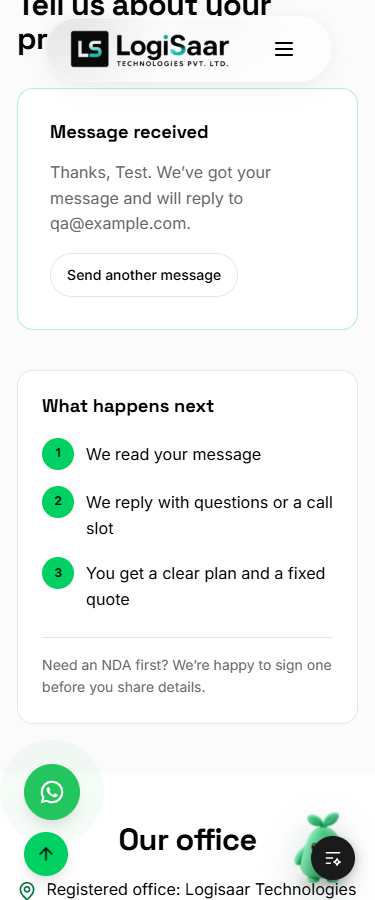 Tell us about your
pr
LS LogiSaar
TECHNOLOGIES PVT. LTD.
Message received
Thanks, Test. We’ve got your
message and will reply to
qa@example.com.
Send another message
What happens next
1 We read your message
2 We reply with questions or a call
slot
3 You get a clear plan and a fixed
quote
Need an NDA first? We’re happy to sign one
before you share details.
Our office
Registered office: Logisaar Technologies